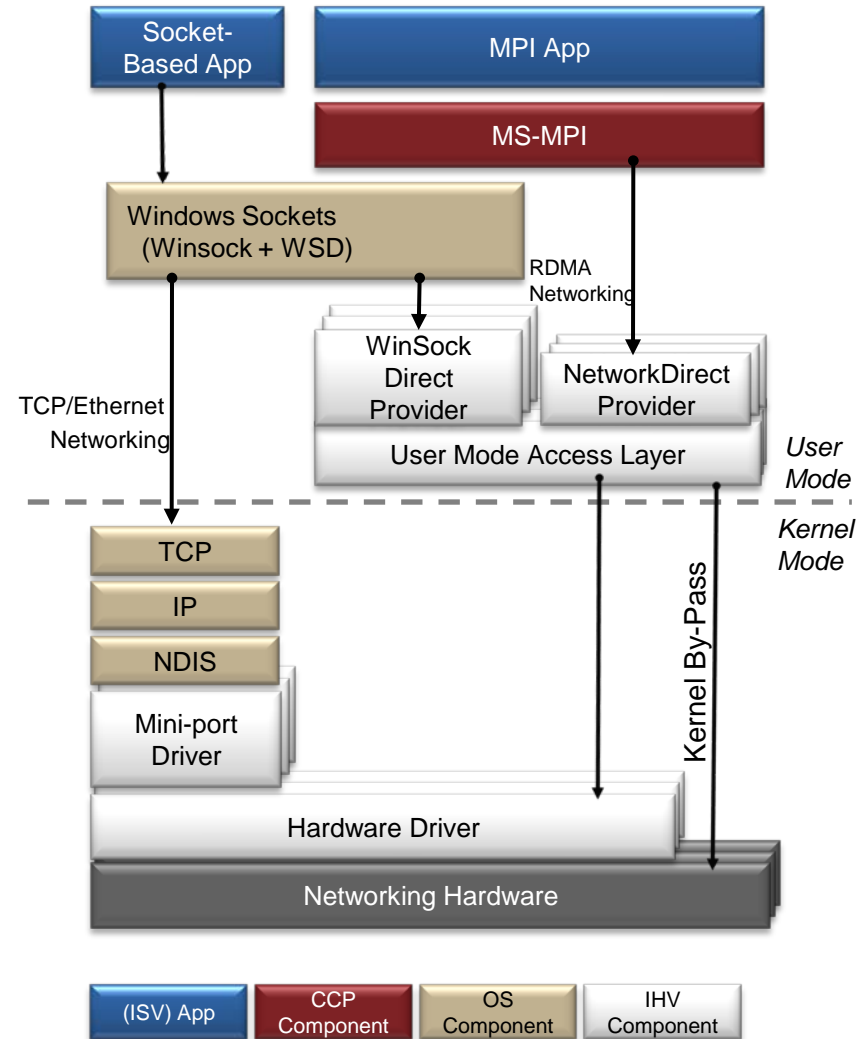 Socket-
Based App
MPI App
MS-MPI
Windows Sockets
(Winsock + WSD)
RDMA
Networking
WinSock
Direct
Provider
NetworkDirect
Provider
TCP/Ethernet
Networking
User Mode Access Layer
User
Mode
Kernel
Mode
TCP
IP
NDIS
Mini-port
Driver
Kernel By-Pass
Hardware Driver
Networking Hardware
(ISV) App
CCP
Component
OS
Component
IHV
Component